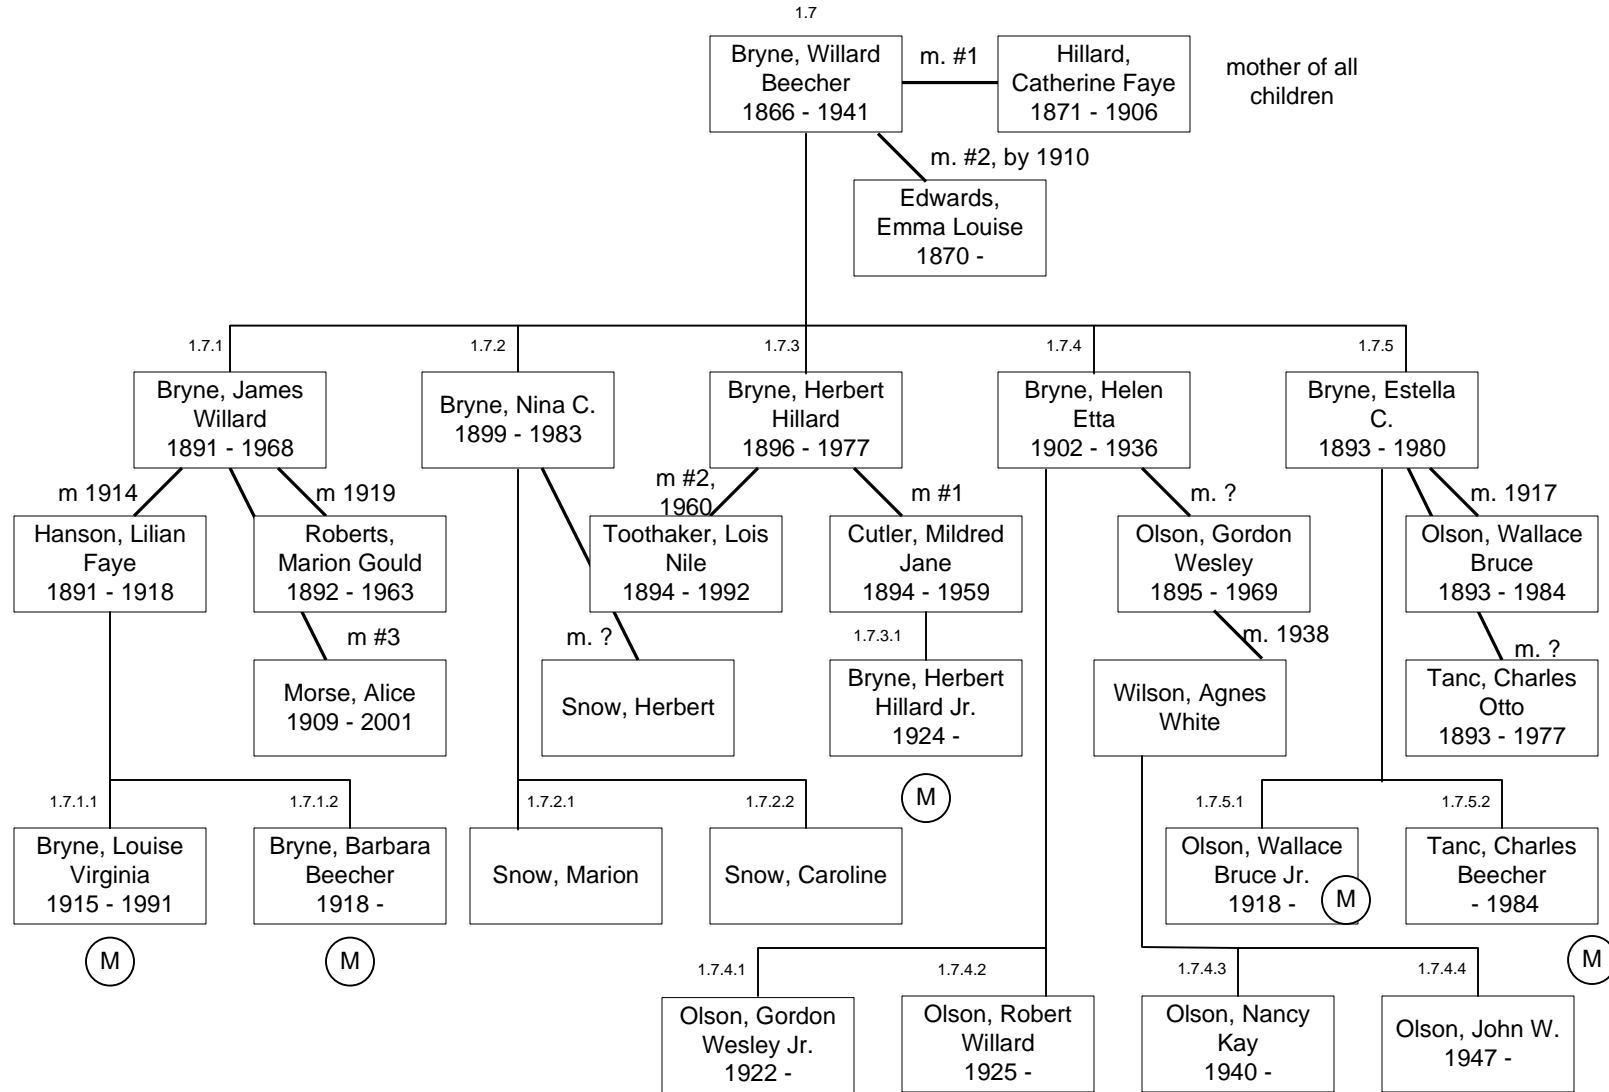 1.7
Bryne, Willard
Beecher
1866 - 1941
m. #1
Hillard,
Catherine Faye
1871 - 1906
mother of all
children
m. #2, by 1910
Edwards,
Emma Louise
1870 -
1.7.1
1.7.2
1.7.3
1.7.4
1.7.5
Bryne, James
Willard
1891 - 1968
Bryne, Nina C.
1899 - 1983
Bryne, Herbert
Hillard
1896 - 1977
Bryne, Helen
Etta
1902 - 1936
Bryne, Estella
C.
1893 - 1980
m 1914
m 1919
m #2,
1960
m #1
m. ?
m. 1917
Hanson, Lilian
Faye
1891 - 1918
Roberts,
Marion Gould
1892 - 1963
Toothaker, Lois
Nile
1894 - 1992
Cutler, Mildred
Jane
1894 - 1959
Olson, Gordon
Wesley
1895 - 1969
Olson, Wallace
Bruce
1893 - 1984
m #3
m. ?
1.7.3.1
m. 1938
m. ?
Morse, Alice
1909 - 2001
Snow, Herbert
Bryne, Herbert
Hillard Jr.
1924 -
Wilson, Agnes
White
Tanc, Charles
Otto
1893 - 1977
M
1.7.1.1
1.7.1.2
1.7.2.1
1.7.2.2
1.7.5.1
1.7.5.2
Bryne, Louise
Virginia
1915 - 1991
Bryne, Barbara
Beecher
1918 -
Snow, Marion
Snow, Caroline
Olson, Wallace
Bruce Jr.
1918 -
M
Tanc, Charles
Beecher
- 1984
M
M
M
1.7.4.1
1.7.4.2
1.7.4.3
1.7.4.4
Olson, Gordon
Wesley Jr.
1922 -
Olson, Robert
Willard
1925 -
Olson, Nancy
Kay
1940 -
Olson, John W.
1947 -